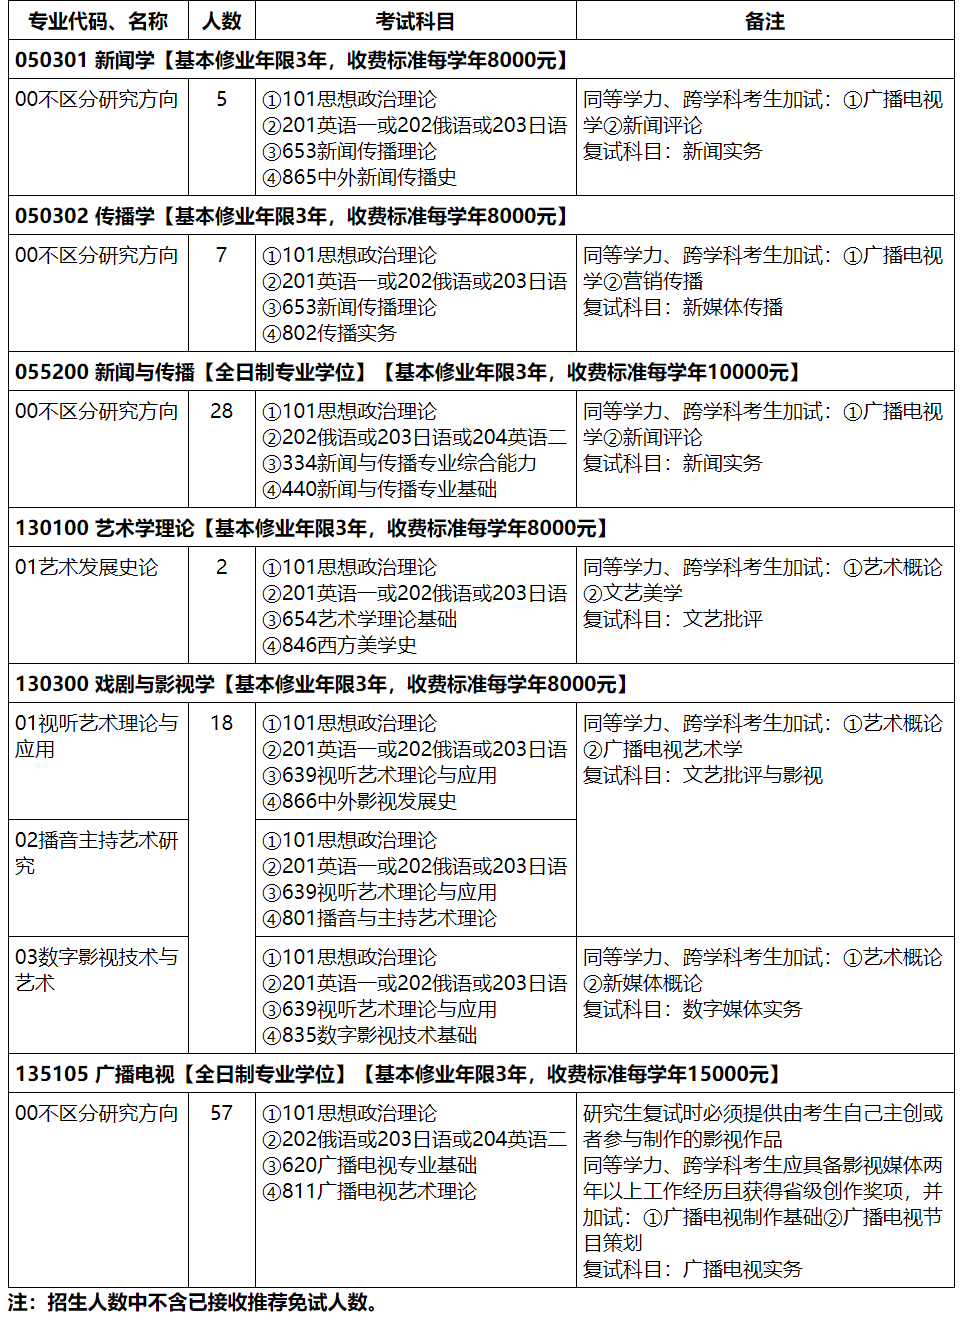 专业代码、名称 人数 考试科目 备注
050301 新闻学【基本修业年限3年，收费标准每学年8000元】
00不区分研究方向 5 ①101思想政治理论
②201英语一或202俄语或203日语
③653新闻传播理论
④865中外新闻传播史
同等学力、跨学科考生加试：①广播电视
学②新闻评论
复试科目：新闻实务
050302 传播学【基本修业年限3年，收费标准每学年8000元】
00不区分研究方向 7 ①101思想政治理论
②201英语一或202俄语或203日语
③653新闻传播理论
④802传播实务
同等学力、跨学科考生加试：①广播电视
学②营销传播
复试科目：新媒体传播
055200 新闻与传播【全日制专业学位】【基本修业年限3年，收费标准每学年10000元】
00不区分研究方向 28 ①101思想政治理论
②202俄语或203日语或204英语二
③334新闻与传播专业综合能力
④440新闻与传播专业基础
同等学力、跨学科考生加试：①广播电视
学②新闻评论
复试科目：新闻实务
130100 艺术学理论【基本修业年限3年，收费标准每学年8000元】
01艺术发展史论 2 ①101思想政治理论
②201英语一或202俄语或203日语
③654艺术学理论基础
④846西方美学史
同等学力、跨学科考生加试：①艺术概论
②文艺美学
复试科目：文艺批评
130300 戏剧与影视学【基本修业年限3年，收费标准每学年8000元】
01视听艺术理论与
应用
18
①101思想政治理论
②201英语一或202俄语或203日语
③639视听艺术理论与应用
④866中外影视发展史
同等学力、跨学科考生加试：①艺术概论
②广播电视艺术学
复试科目：文艺批评与影视
02播音主持艺术研
究
①101思想政治理论
②201英语一或202俄语或203日语
③639视听艺术理论与应用
④801播音与主持艺术理论
03数字影视技术与
艺术
①101思想政治理论
②201英语一或202俄语或203日语
③639视听艺术理论与应用
④835数字影视技术基础
同等学力、跨学科考生加试：①艺术概论
②新媒体概论
复试科目：数字媒体实务
135105 广播电视【全日制专业学位】【基本修业年限3年，收费标准每学年15000元】
00不区分研究方向 57 ①101思想政治理论
②202俄语或203日语或204英语二
③620广播电视专业基础
④811广播电视艺术理论
研究生复试时必须提供由考生自己主创或
者参与制作的影视作品
同等学力、跨学科考生应具备影视媒体两
年以上工作经历且获得省级创作奖项，并
加试：①广播电视制作基础②广播电视节
目策划
复试科目：广播电视实务
注：招生人数中不含已接收推荐免试人数。